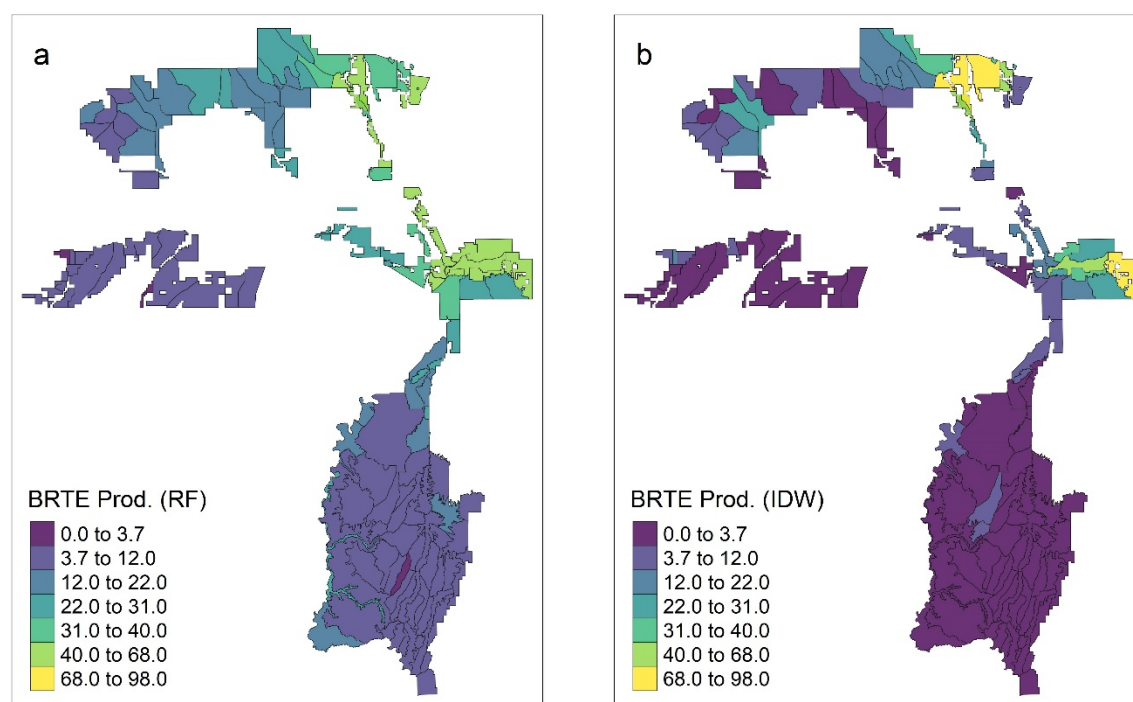 a
BRTE Prod. (RF)
0.0 to 3.7
3.7 to 12.0
12.0 to 22.0
22.0 to 31.0
31.0 to 40.0
40.0 to 68.0
68.0 to 98.0
b
BRTE Prod. (IDW)
0.0 to 3.7
3.7 to 12.0
12.0 to 22.0
22.0 to 31.0
31.0 to 40.0
40.0 to 68.0
68.0 to 98.0